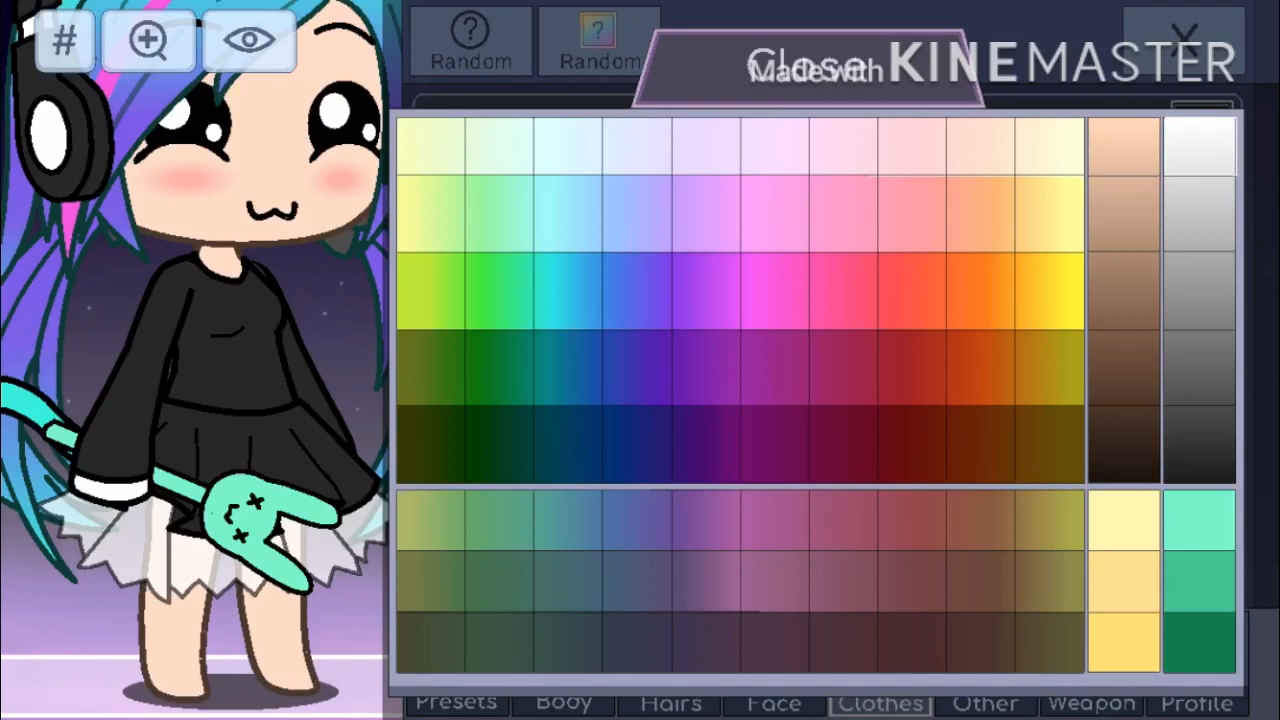 #
? Random
? Random
X
Close
Made with KINEMASTER
Presets
Body
Hairs
Face
Clothes
Other
Weapon
Profile